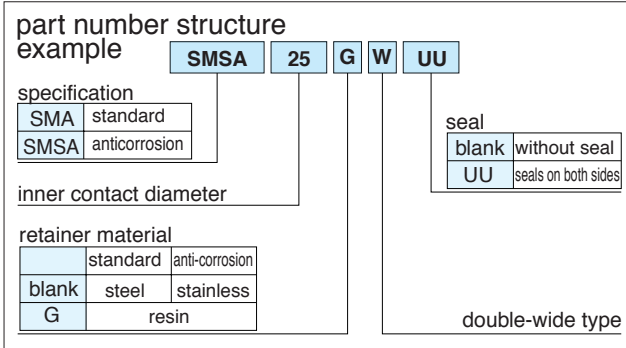 part number structure
example
SMSA 25 G W UU
specification
SMA standard
SMSA anticorrosion
seal
blank without seal
UU seals on both sides
inner contact diameter
retainer material
standard anti-corrosion
blank steel stainless
G resin
double-wide type